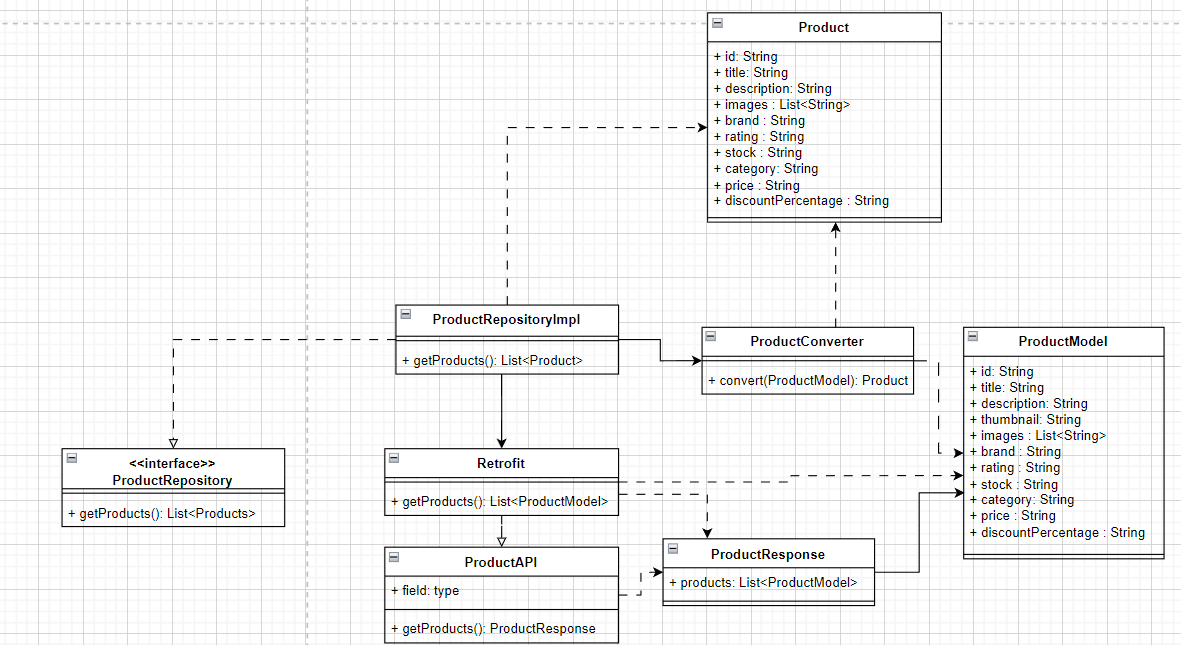 Product
+ id: String
+ title: String
+ description: String
+ images : List<String>
+ brand : String
+ rating : String
+ stock : String
+ category: String
+ price : String
+ discountPercentage : String
ProductRepositoryImpl
+ getProducts(): List<Product>
ProductConverter
+ convert(ProductModel): Product
ProductModel
+ id: String
+ title: String
+ description: String
+ thumbnail: String
+ images : List<String>
+ brand : String
+ rating : String
+ stock : String
+ category: String
+ price : String
+ discountPercentage : String
<<interface>>
ProductRepository
+ getProducts(): List<Products>
Retrofit
+ getProducts(): List<ProductModel>
ProductAPI
+ field: type
+ getProducts(): ProductResponse
ProductResponse
+ products: List<ProductModel>